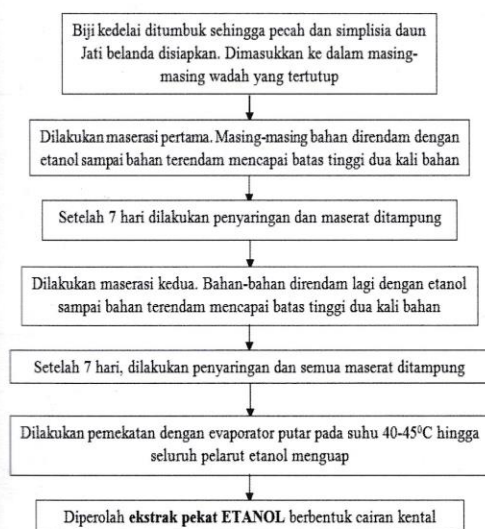 Biji kedelai ditumbuk sehingga pecah dan simplisia daun
Jati belanda disiapkan. Dimasukkan ke dalam masing-
masing wadah yang tertutup
Dilakukan maserasi pertama. Masing-masing bahan direndam dengan
etanol sampai bahan terendam mencapai batas tinggi dua kali bahan
Setelah 7 hari dilakukan penyaringan dan maserat ditampung
Dilakukan maserasi kedua. Bahan-bahan direndam lagi dengan etanol
sampai bahan terendam mencapai batas tinggi dua kali bahan
Setelah 7 hari, dilakukan penyaringan dan semua maserat ditampung
Dilakukan pemekatan dengan evaporator putar pada suhu 40-45⁰C hingga
seluruh pelarut etanol menguap
Diperolah ekstrak pekat ETANOL berbentuk cairan kental